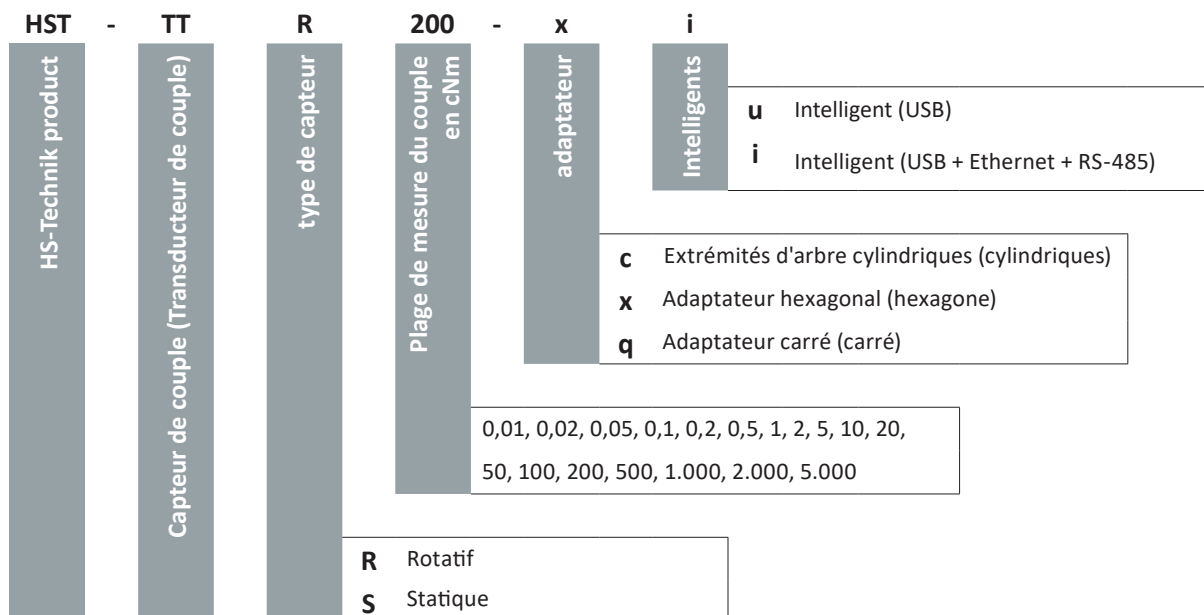 HST - TT R 200 - x i
HS-Technik product
Capteur de couple (Transducteur de couple)
type de capteur
Plage de mesure du couple
en cNm
adaptateur
Intelligents
u Intelligent (USB)
i Intelligent (USB + Ethernet + RS-485)
c Extrémités d'arbre cylindriques (cylindriques)
x Adaptateur hexagonal (hexagone)
q Adaptateur carré (carré)
0,01, 0,02, 0,05, 0,1, 0,2, 0,5, 1, 2, 5, 10, 20,
50, 100, 200, 500, 1.000, 2.000, 5.000
R Rotatif
S Statique